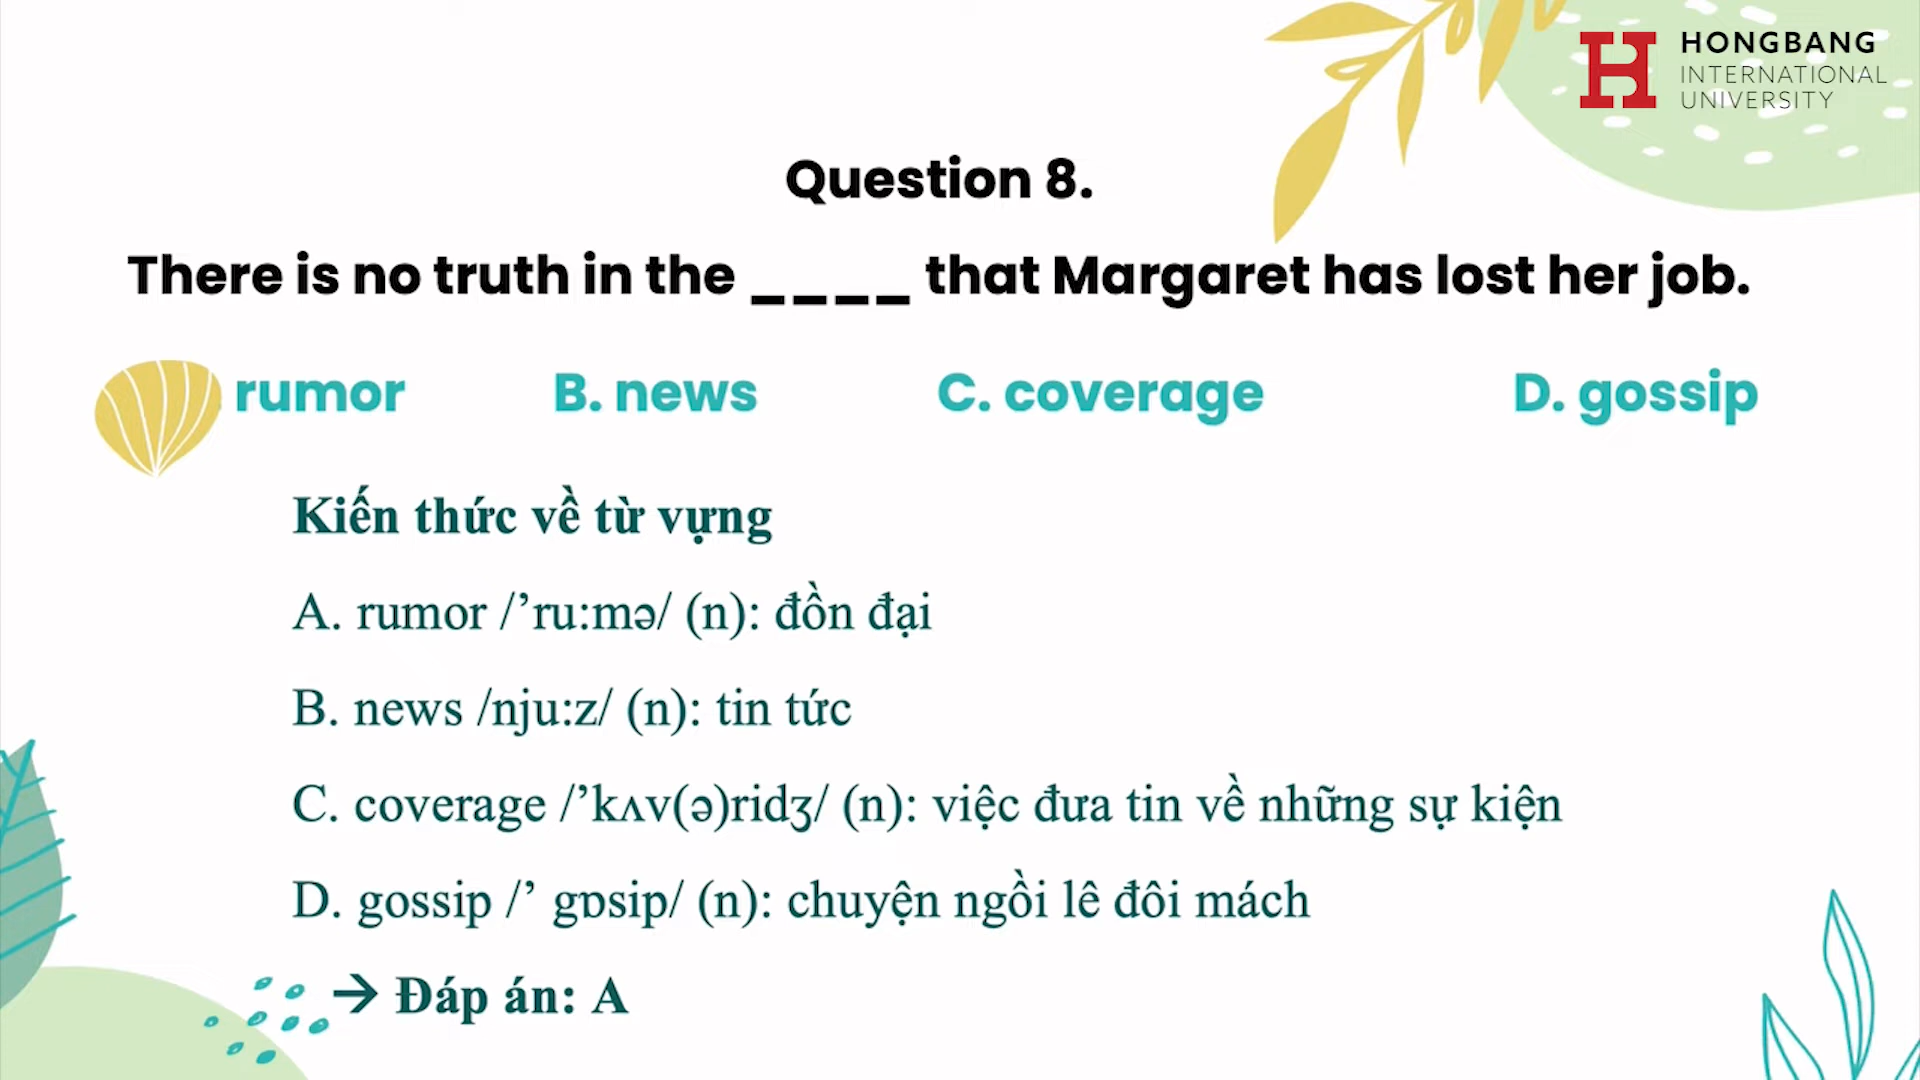 HONGBANG
INTERNATIONAL
UNIVERSITY
Question 8.
There is no truth in the ____ that Margaret has lost her job.
rumor B. news C. coverage D. gossip
Kiến thức về từ vựng
A. rumor /’ru:mə/ (n): đồn đại
B. news /nju:z/ (n): tin tức
C. coverage /’kʌv(ə)ridʒ/ (n): việc đưa tin về những sự kiện
D. gossip /’ gɒsip/ (n): chuyện ngồi lê đôi mách
→ Đáp án: A